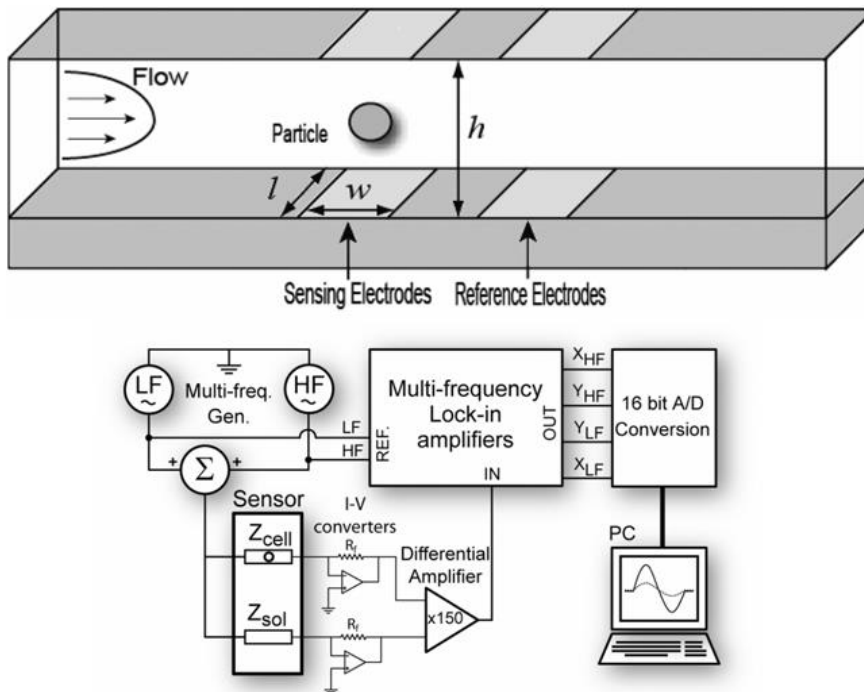 Flow
Particle
h
l
w
Sensing Electrodes
Reference Electrodes
LF
~
Multi-freq.
Gen.
HF
~
LF
HF
REF.
Multi-frequency
Lock-in
amplifiers
OUT
IN
X_HF
Y_HF
Y_LF
X_LF
16 bit A/D
Conversion
+ Σ +
Sensor
I-V
converters
Z_cell
R_f
Differential
Amplifier
x150
Z_sol
R_f
PC